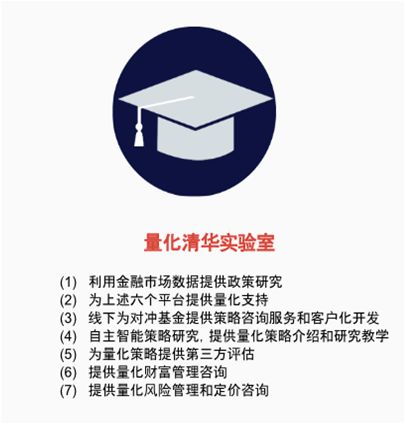 量化清华实验室
(1) 利用金融市场数据提供政策研究
(2) 为上述六个平台提供量化支持
(3) 线下为对冲基金提供策略咨询服务和客户化开发
(4) 自主智能策略研究，提供量化策略介绍和研究教学
(5) 为量化策略提供第三方评估
(6) 提供量化财富管理咨询
(7) 提供量化风险管理和定价咨询